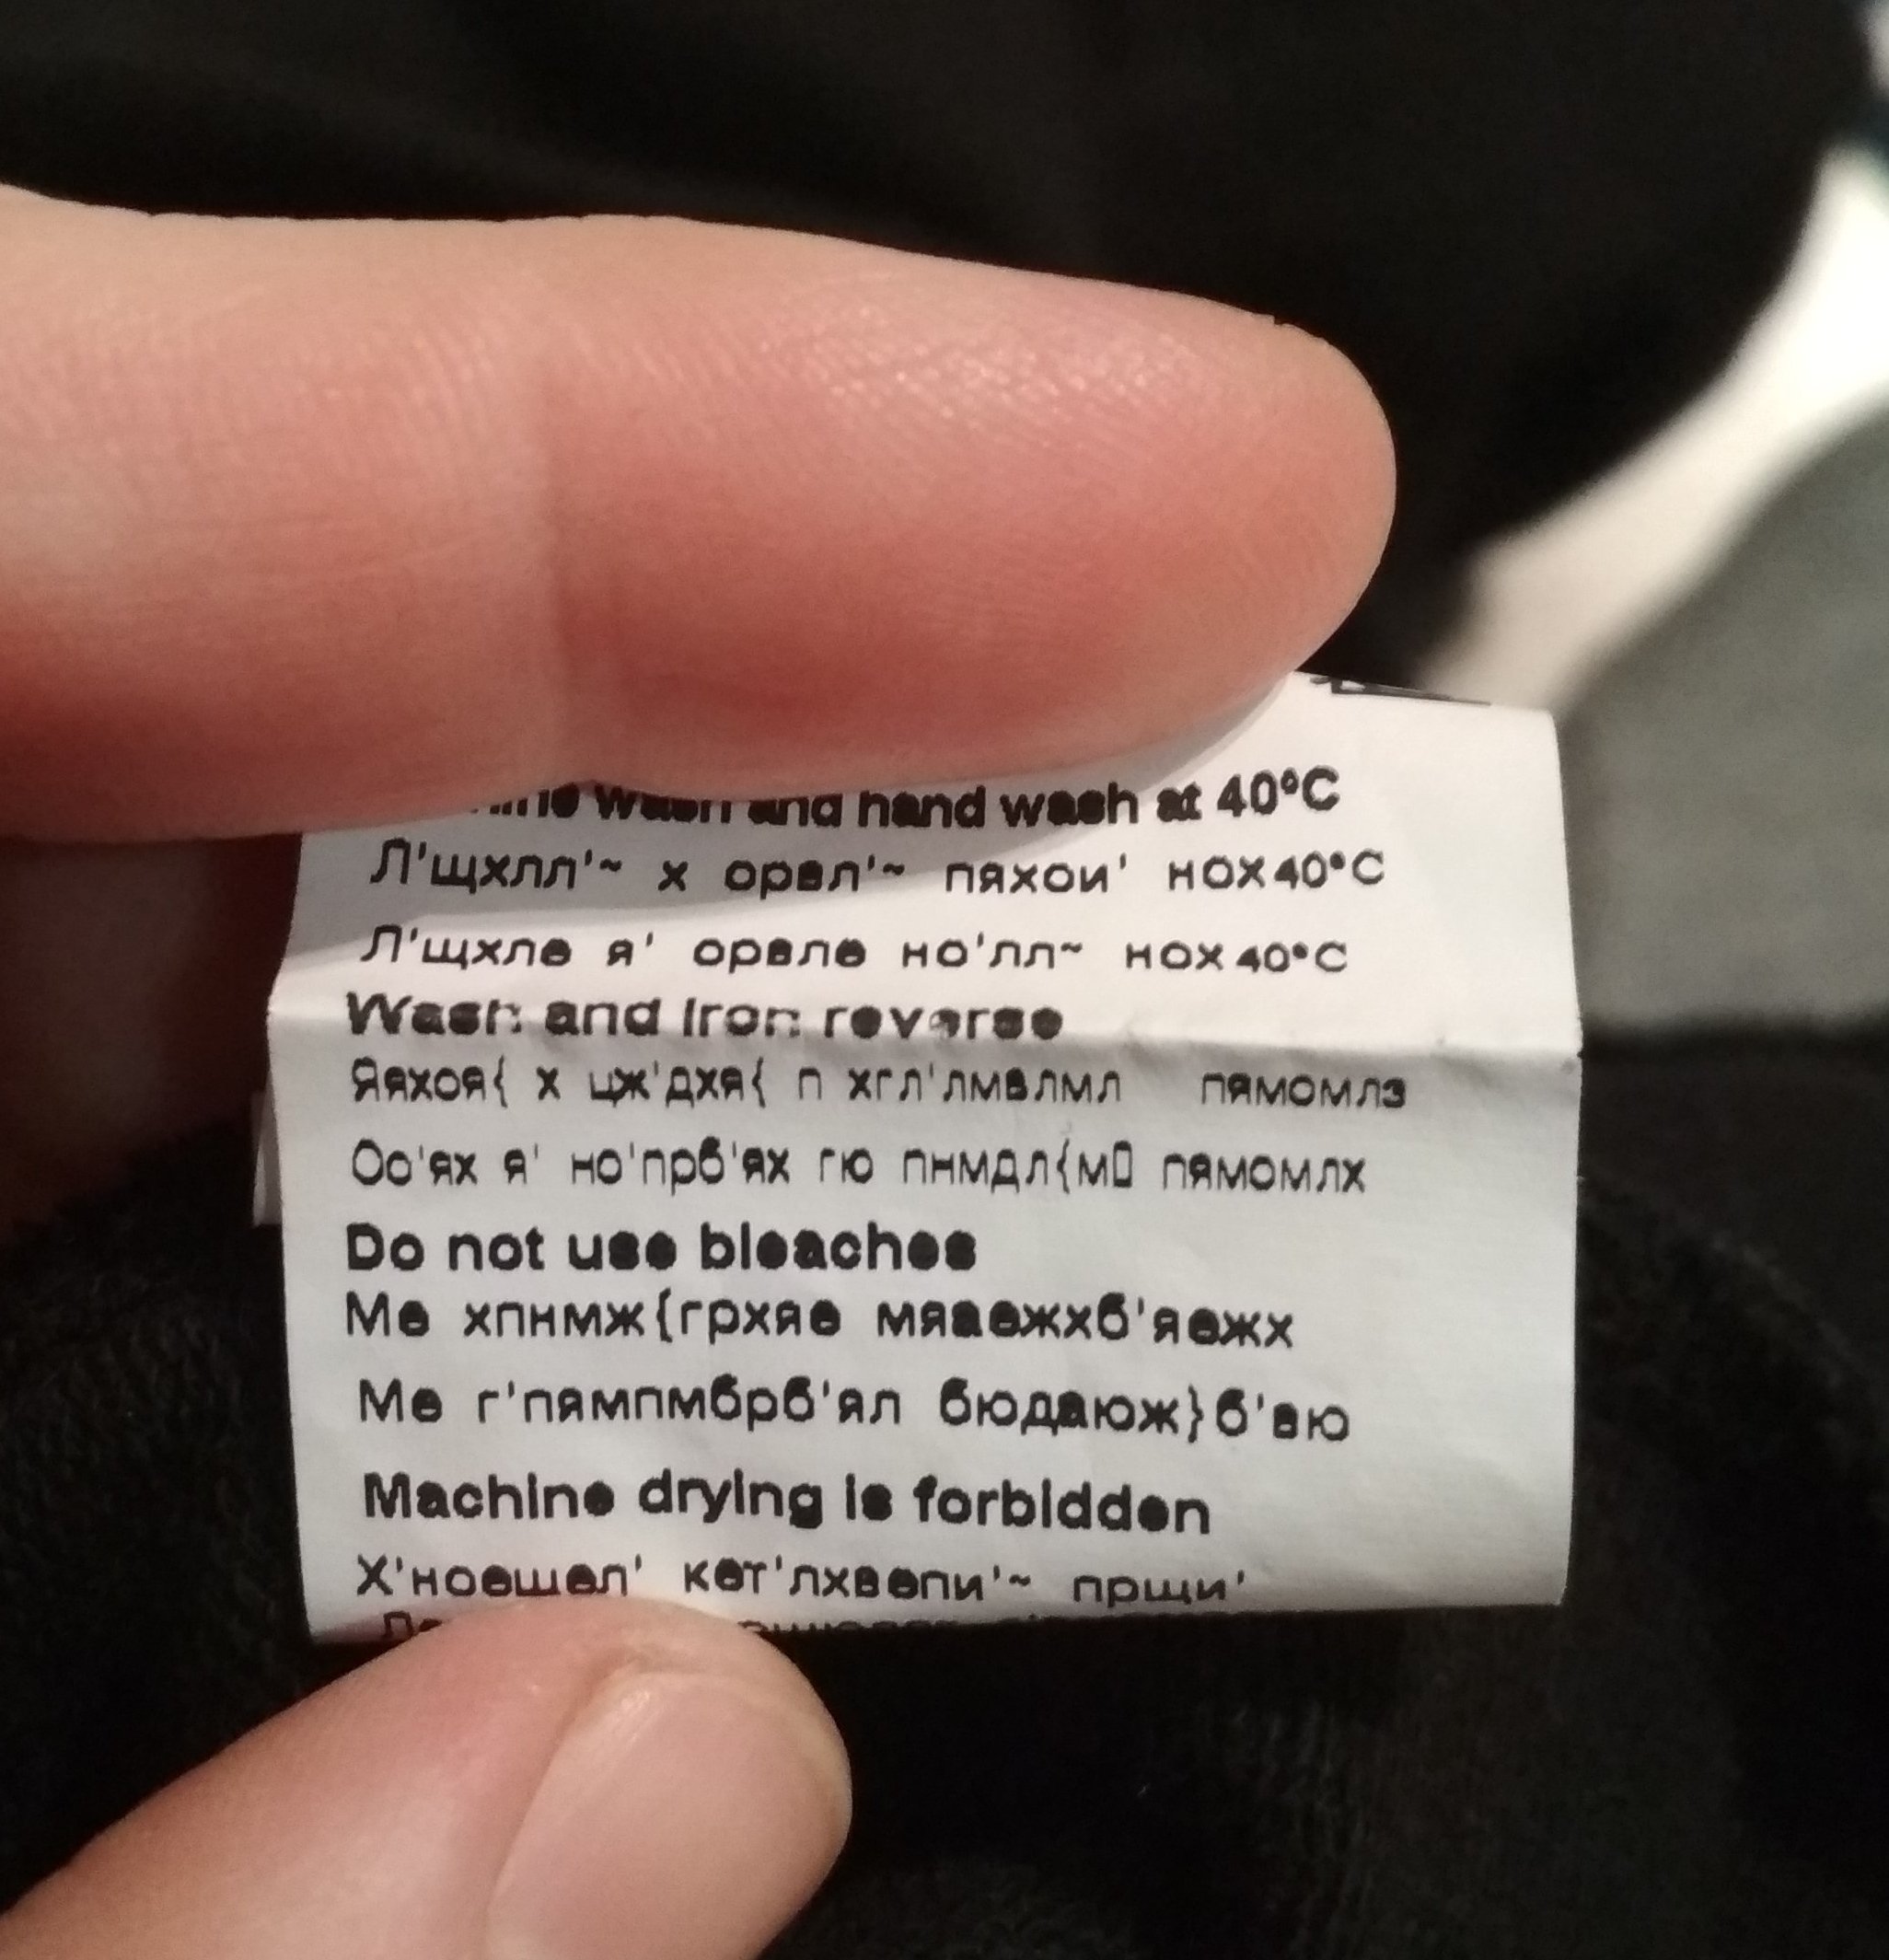 wash and hand wash at 40°C
Л'щхлл'~ х орвл'~ пяхои' нох40°С
Л'щхле я' орвле но'лл~ нох40°С
Wash and Iron reverse
Яяхоя{ х цж'дхя{ п хгл'лмвлмл пямомлз
Оо'ях я' но'прб'ях гю пнмдл{м▯ пямомлх
Do not use bleaches
Ме хпнмж{грхяе мяаежхб'яежх
Ме г'пямпмбрб'ял бюдаюж}б'вю
Machine drying is forbidden
Х'ноешел' кет'лхвепи'~ прщи'